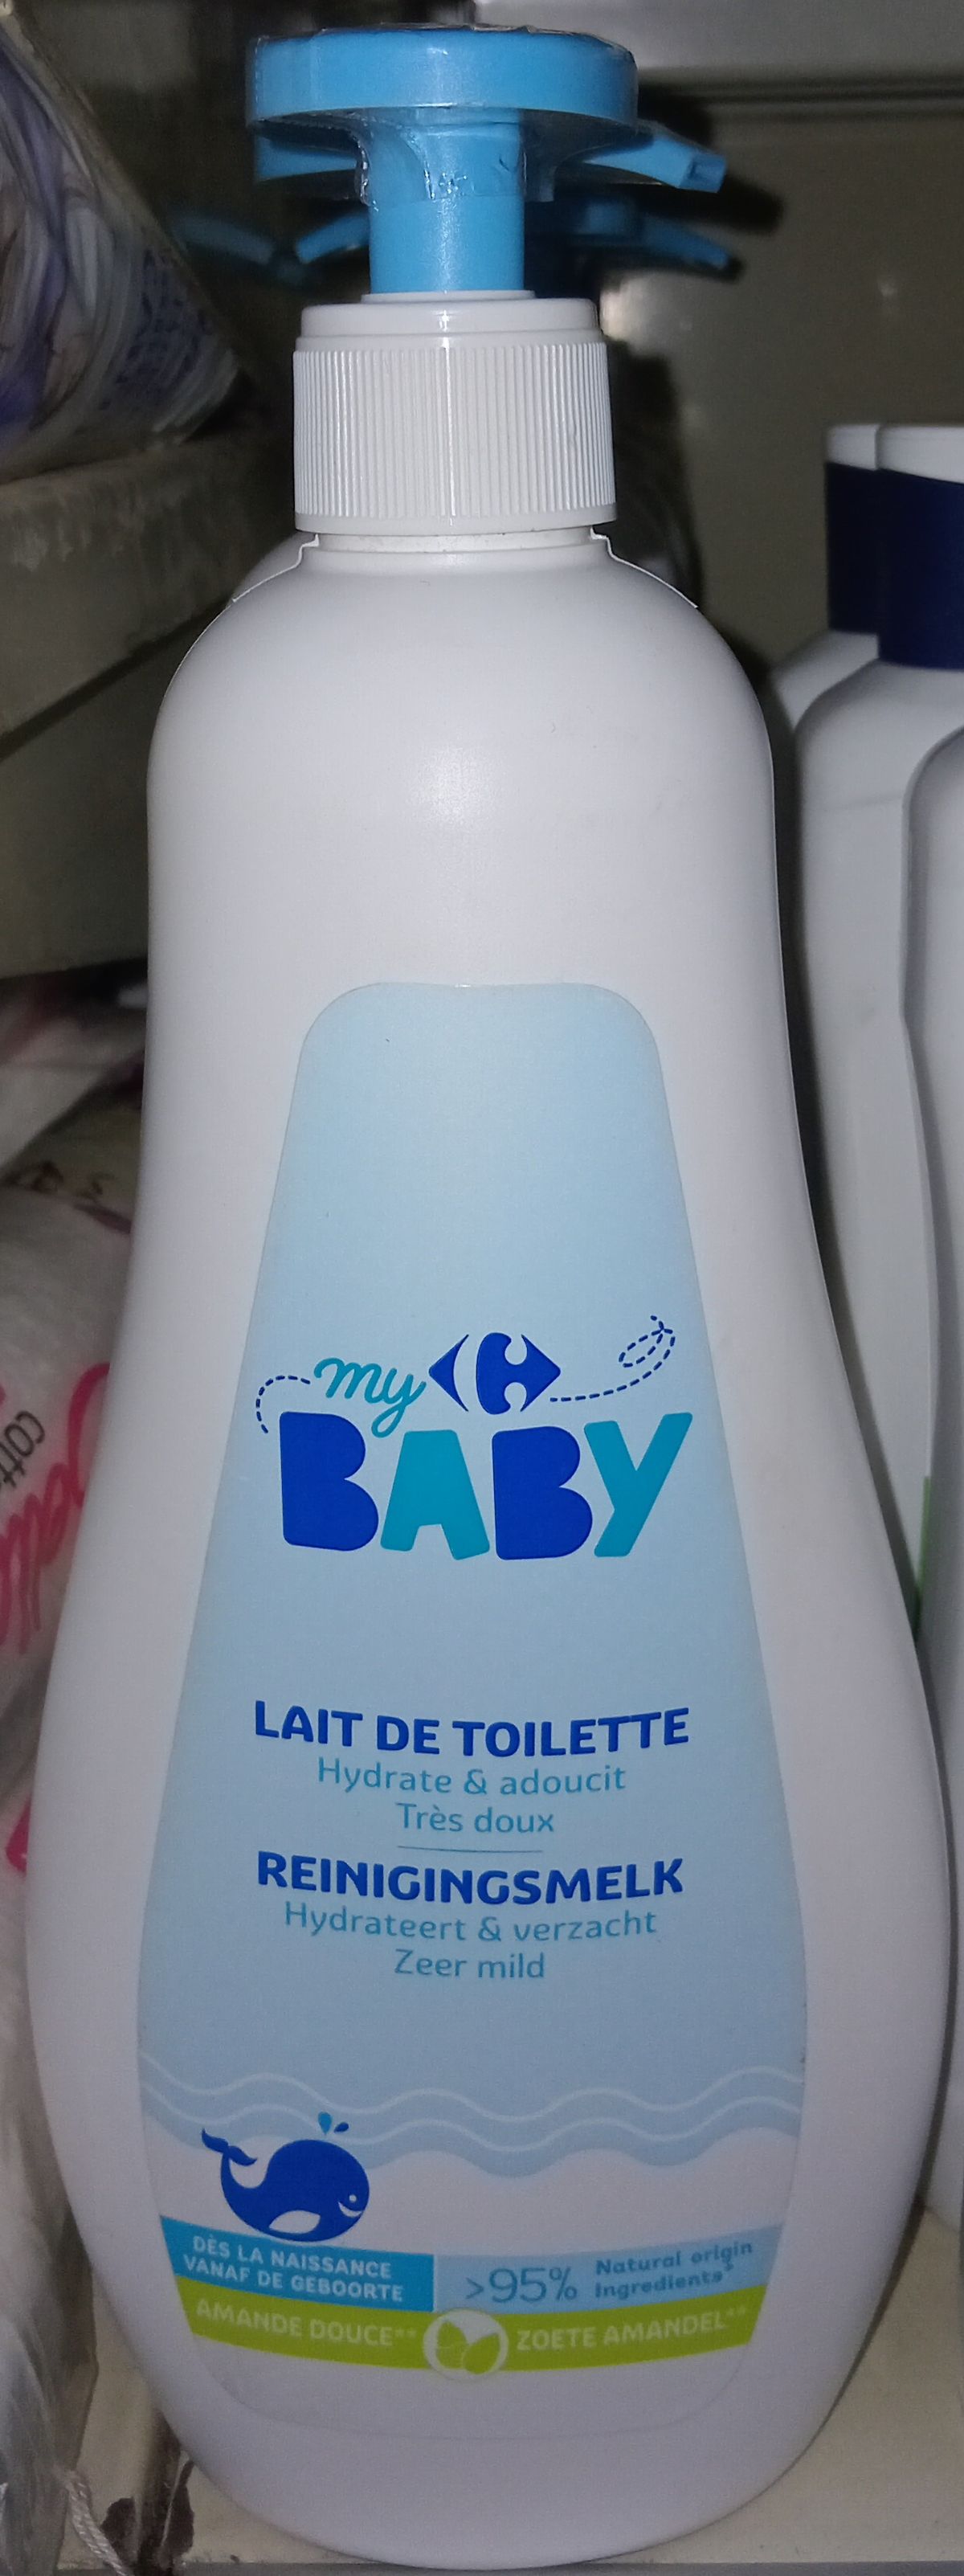 my
BABY
LAIT DE TOILETTE
Hydrate & adoucit
Très doux
REINIGINGSMELK
Hydrateert & verzacht
Zeer mild
DÈS LA NAISSANCE
VANAF DE GEBOORTE
>95% Natural origin
Ingredients*
AMANDE DOUCE** ZOETE AMANDEL**